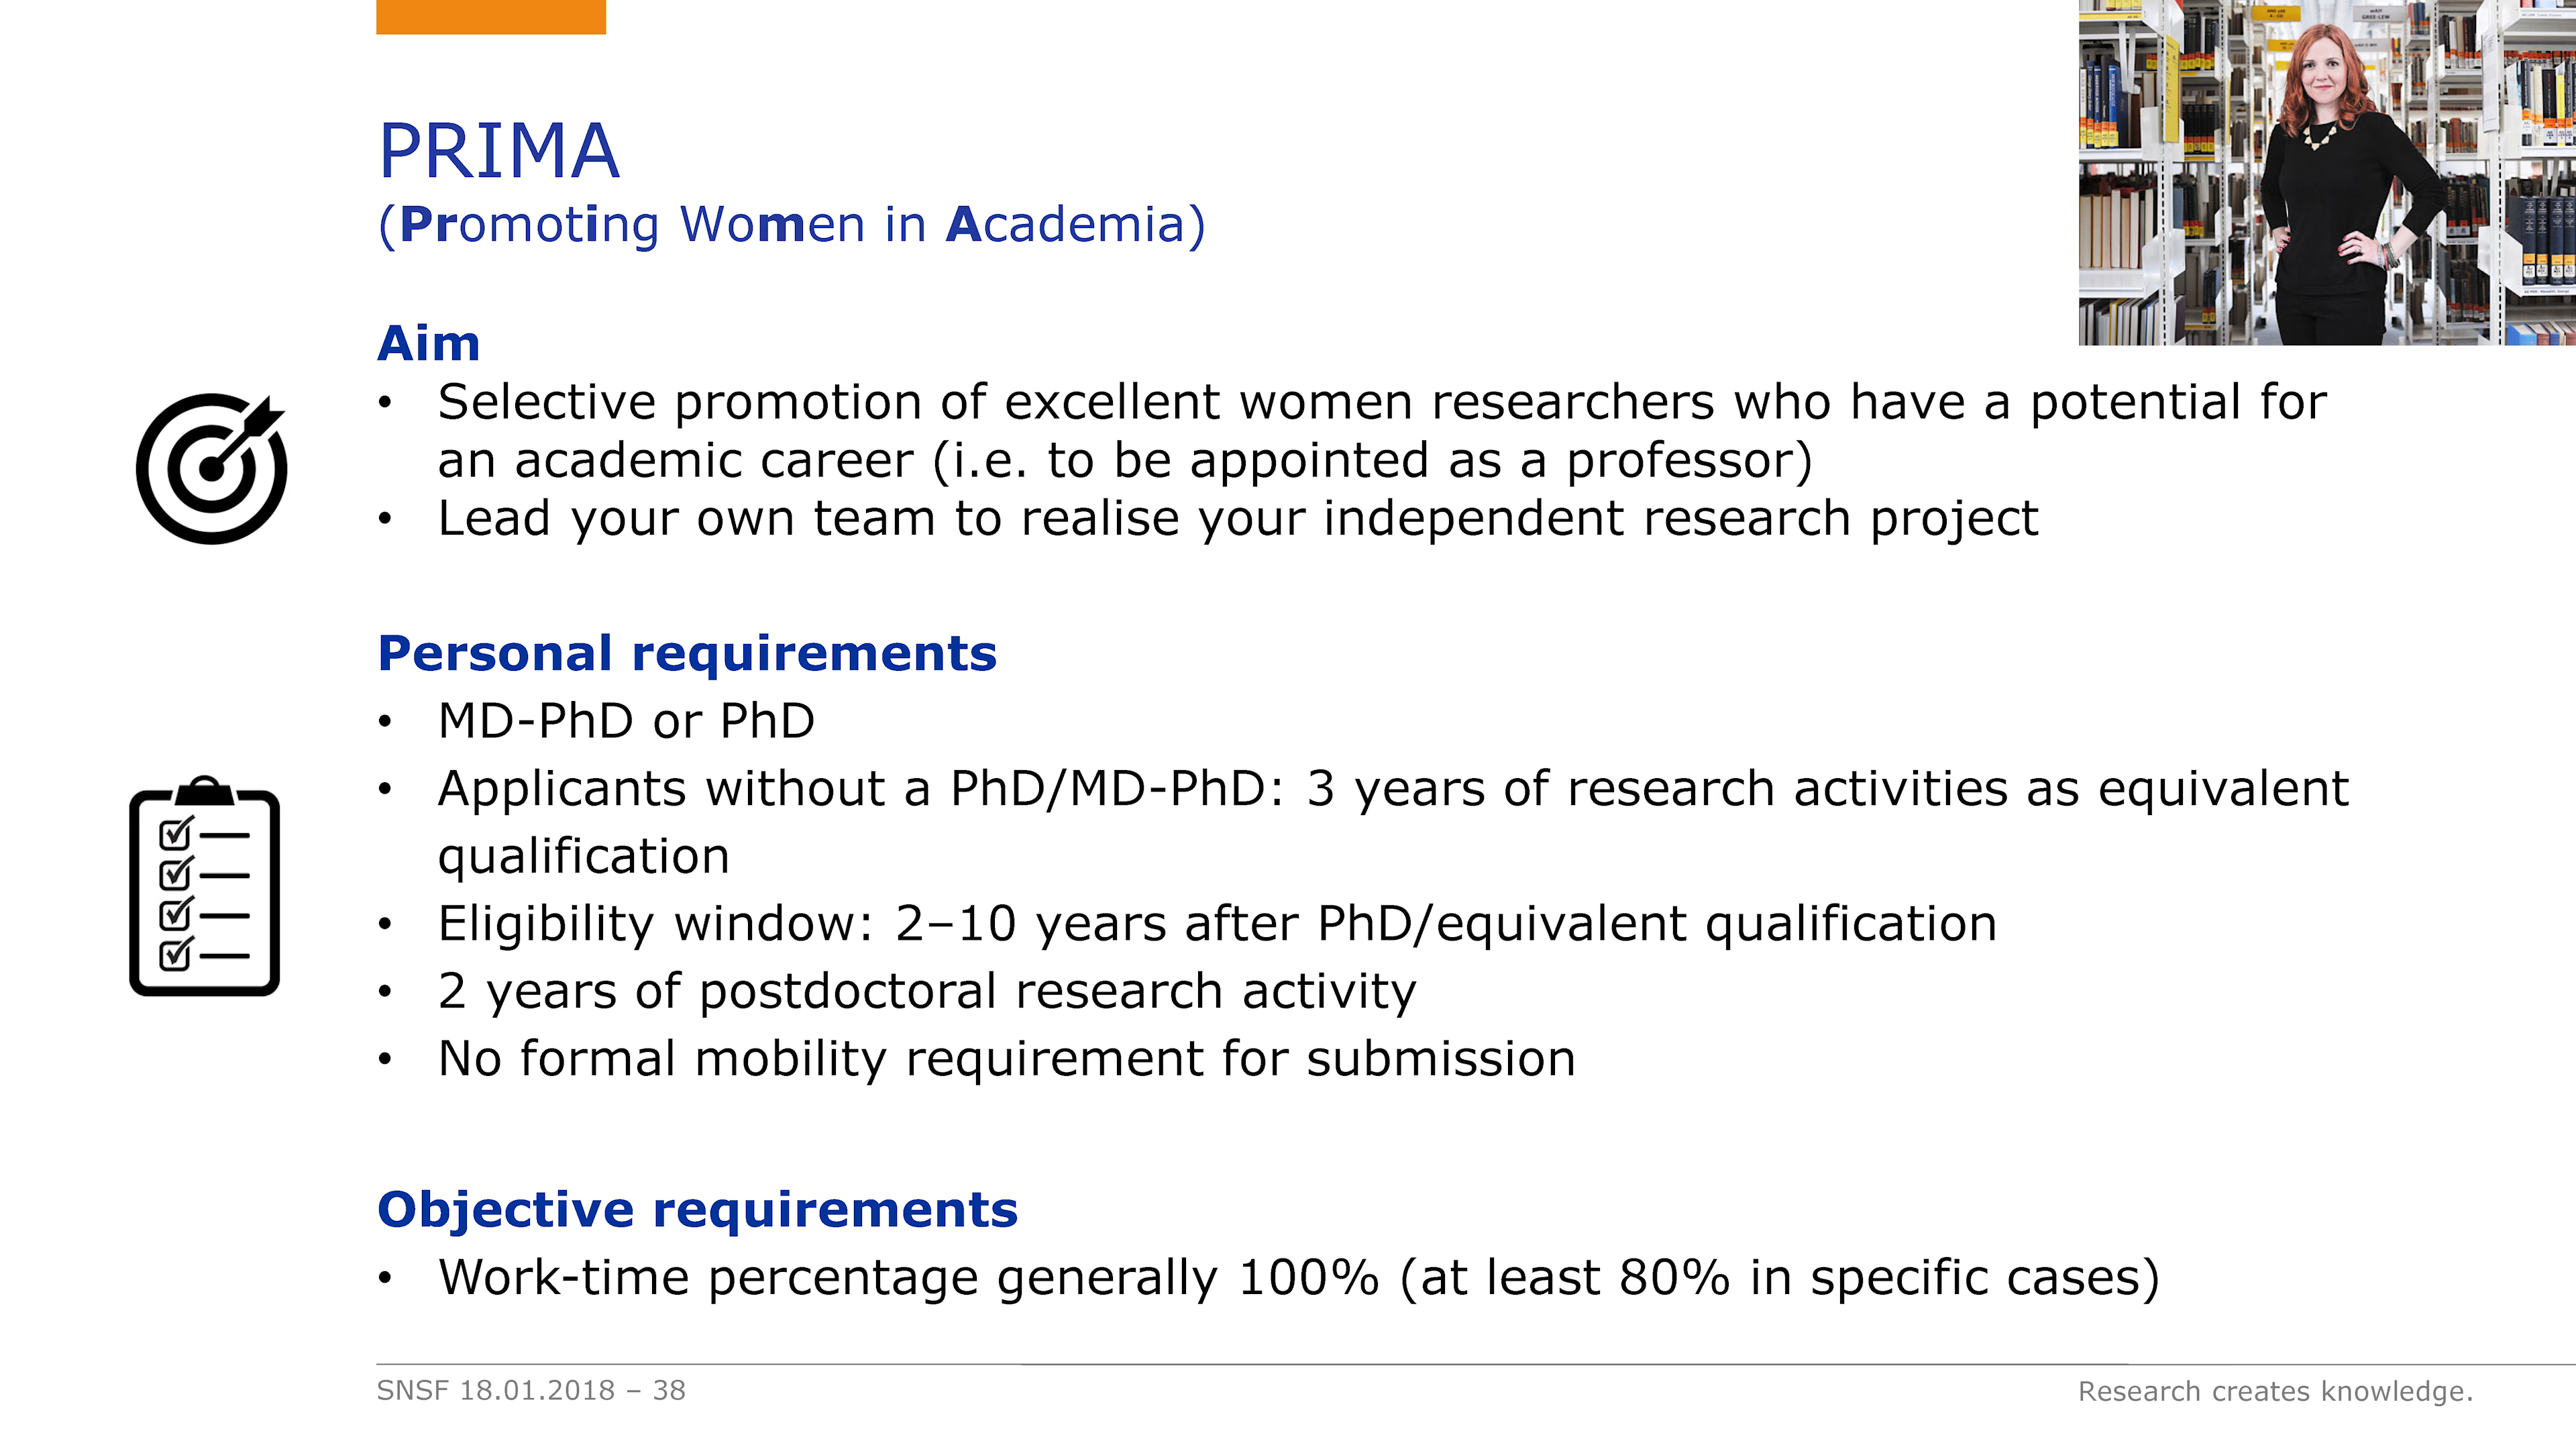 PRIMA
(Promoting Women in Academia)
Aim
• Selective promotion of excellent women researchers who have a potential for
an academic career (i.e. to be appointed as a professor)
• Lead your own team to realise your independent research project
Personal requirements
• MD-PhD or PhD
• Applicants without a PhD/MD-PhD: 3 years of research activities as equivalent
qualification
• Eligibility window: 2–10 years after PhD/equivalent qualification
• 2 years of postdoctoral research activity
• No formal mobility requirement for submission
Objective requirements
• Work-time percentage generally 100% (at least 80% in specific cases)
SNSF 18.01.2018 – 38
Research creates knowledge.